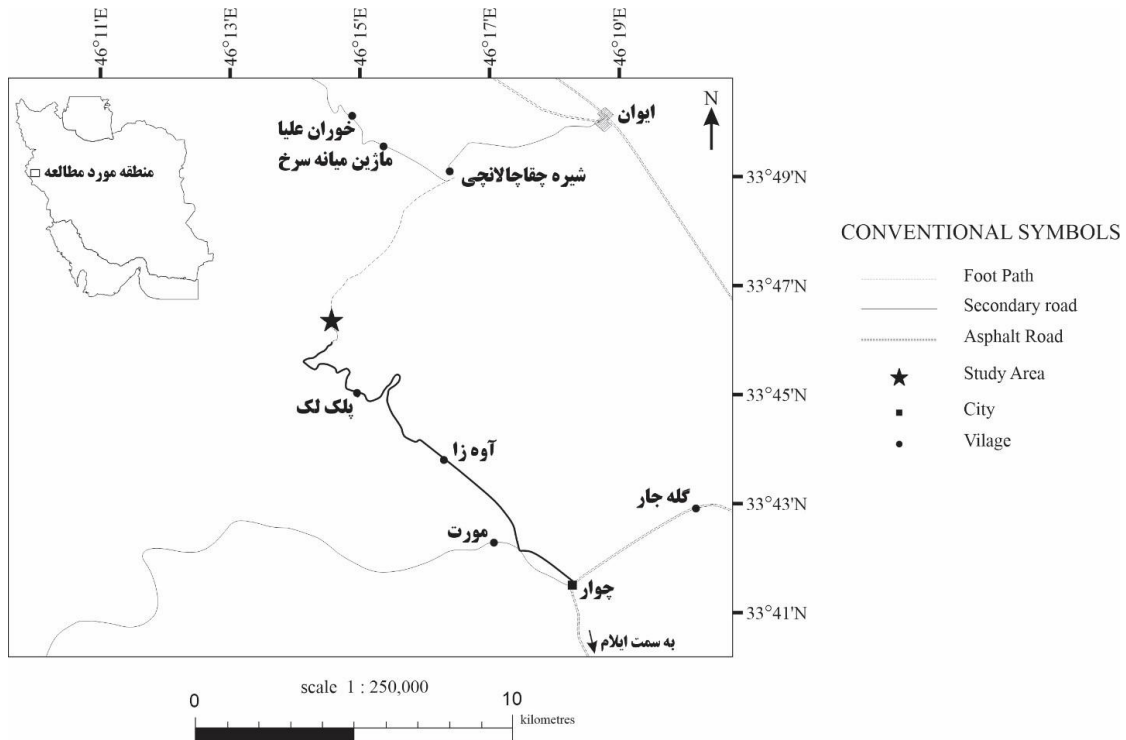 46°11'E
46°13'E
46°15'E
46°17'E
46°19'E
N
ایوان
خوران علیا
ماژین میانه سرخ
شیره چقاچالانچی
منطقه مورد مطالعه
33°49'N
33°47'N
33°45'N
33°43'N
33°41'N
پلک لک
آوه زا
گله جار
مورت
چوار
به سمت ایلام
CONVENTIONAL SYMBOLS
Foot Path
Secondary road
Asphalt Road
Study Area
City
Vilage
scale 1 : 250,000
0
10
kilometres